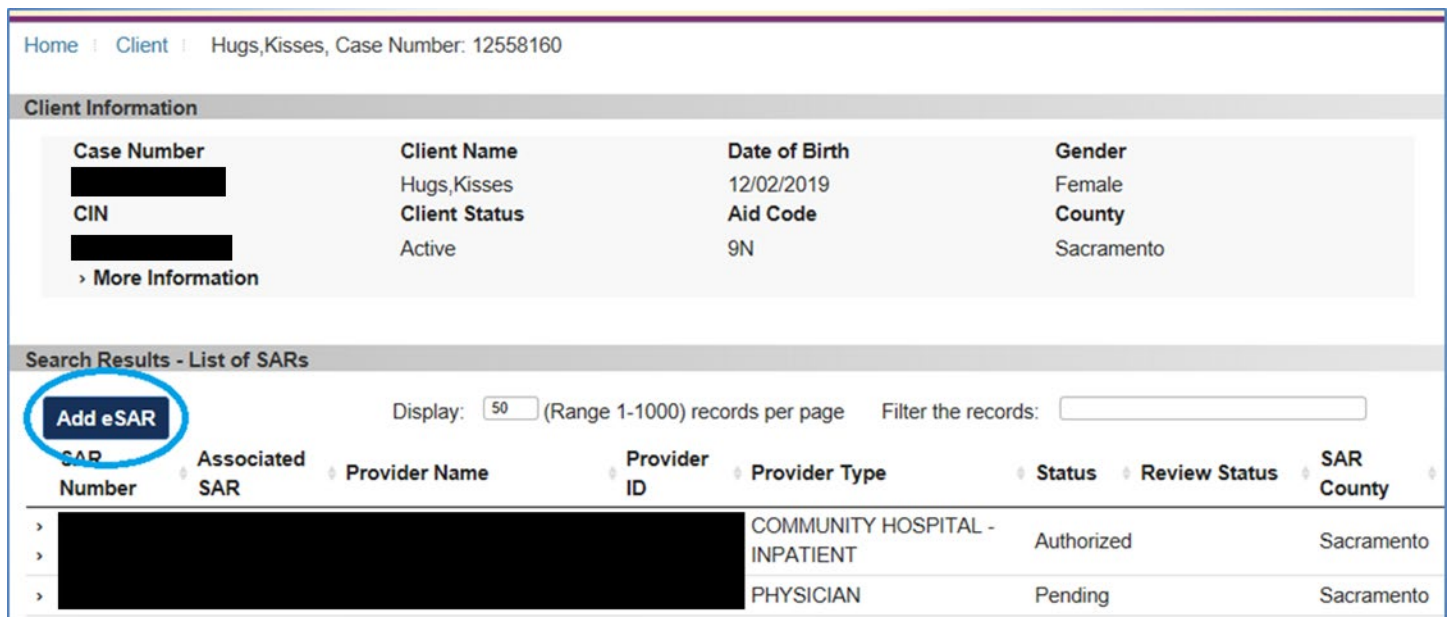 Home Client Hugs,Kisses, Case Number: 12558160
Client Information
Case Number Client Name Date of Birth Gender
Hugs,Kisses 12/02/2019 Female
CIN Client Status Aid Code County
Active 9N Sacramento
› More Information
Search Results - List of SARs
Add eSAR Display: 50 (Range 1-1000) records per page Filter the records:
SAR Number Associated SAR Provider Name Provider ID Provider Type Status Review Status SAR County
COMMUNITY HOSPITAL - INPATIENT Authorized Sacramento
PHYSICIAN Pending Sacramento